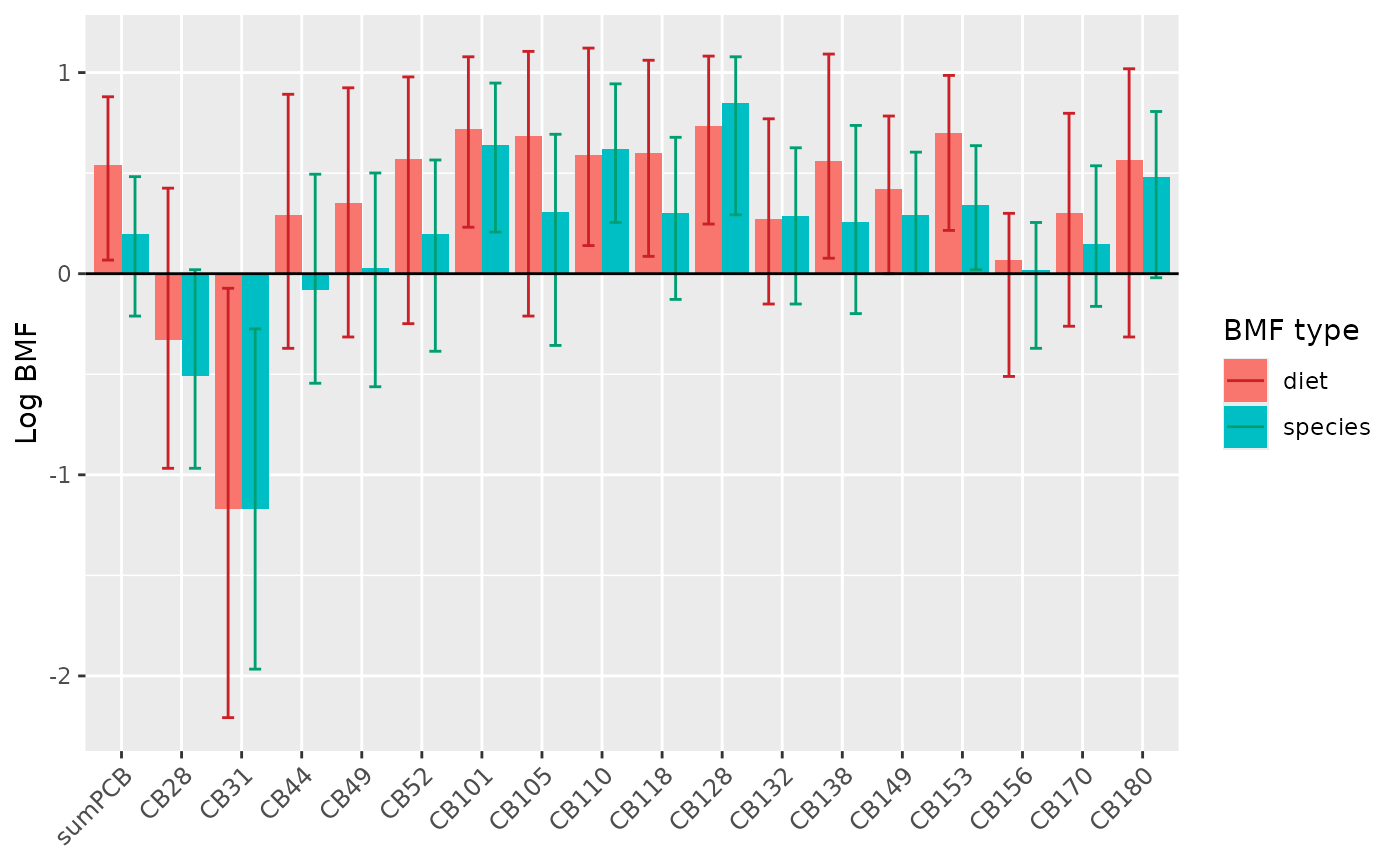 Log BMF
1
0
-1
-2
sumPCB
CB28
CB31
CB44
CB49
CB52
CB101
CB105
CB110
CB118
CB128
CB132
CB138
CB149
CB153
CB156
CB170
CB180
BMF type
diet
species